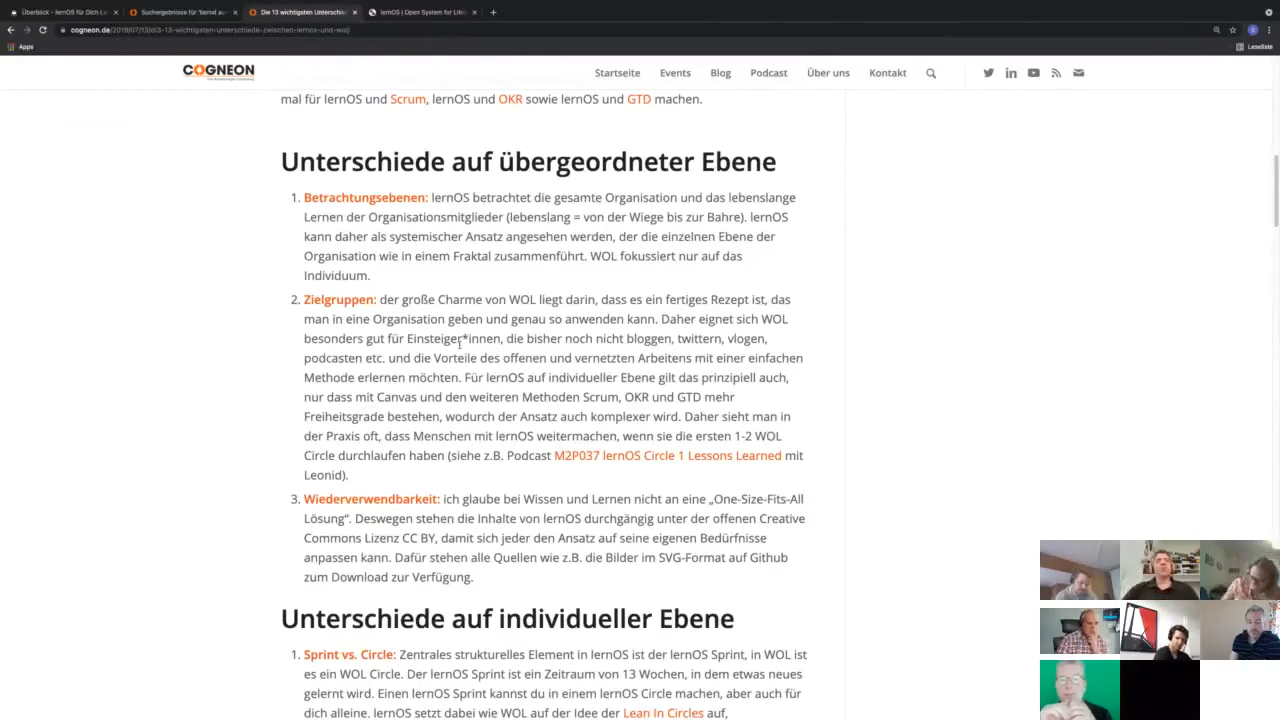 Überblick - lernOS für Dich Le
Suchergebnisse für 'bernd au
Die 13 wichtigsten Unterschie
lernOS | Open System for Life
cogneon.de/2019/07/13/di3-13-wichtigsten-unterschiede-zwischen-lernos-und-wol/
Apps
Leseliste
COGNEON
Startseite
Events
Blog
Podcast
Über uns
Kontakt
mal für lernOS und Scrum, lernOS und OKR sowie lernOS und GTD machen.
Unterschiede auf übergeordneter Ebene
1. Betrachtungsebenen: lernOS betrachtet die gesamte Organisation und das lebenslange
Lernen der Organisationsmitglieder (lebenslang = von der Wiege bis zur Bahre). lernOS
kann daher als systemischer Ansatz angesehen werden, der die einzelnen Ebene der
Organisation wie in einem Fraktal zusammenführt. WOL fokussiert nur auf das
Individuum.
2. Zielgruppen: der große Charme von WOL liegt darin, dass es ein fertiges Rezept ist, das
man in eine Organisation geben und genau so anwenden kann. Daher eignet sich WOL
besonders gut für Einsteiger*innen, die bisher noch nicht bloggen, twittern, vlogen,
podcasten etc. und die Vorteile des offenen und vernetzten Arbeitens mit einer einfachen
Methode erlernen möchten. Für lernOS auf individueller Ebene gilt das prinzipiell auch,
nur dass mit Canvas und den weiteren Methoden Scrum, OKR und GTD mehr
Freiheitsgrade bestehen, wodurch der Ansatz auch komplexer wird. Daher sieht man in
der Praxis oft, dass Menschen mit lernOS weitermachen, wenn sie die ersten 1-2 WOL
Circle durchlaufen haben (siehe z.B. Podcast M2P037 lernOS Circle 1 Lessons Learned mit
Leonid).
3. Wiederverwendbarkeit: ich glaube bei Wissen und Lernen nicht an eine „One-Size-Fits-All
Lösung“. Deswegen stehen die Inhalte von lernOS durchgängig unter der offenen Creative
Commons Lizenz CC BY, damit sich jeder den Ansatz auf seine eigenen Bedürfnisse
anpassen kann. Dafür stehen alle Quellen wie z.B. die Bilder im SVG-Format auf Github
zum Download zur Verfügung.
Unterschiede auf individueller Ebene
1. Sprint vs. Circle: Zentrales strukturelles Element in lernOS ist der lernOS Sprint, in WOL ist
es ein WOL Circle. Der lernOS Sprint ist ein Zeitraum von 13 Wochen, in dem etwas neues
gelernt wird. Einen lernOS Sprint kannst du in einem lernOS Circle machen, aber auch für
dich alleine. lernOS setzt dabei wie WOL auf der Idee der Lean In Circles auf,